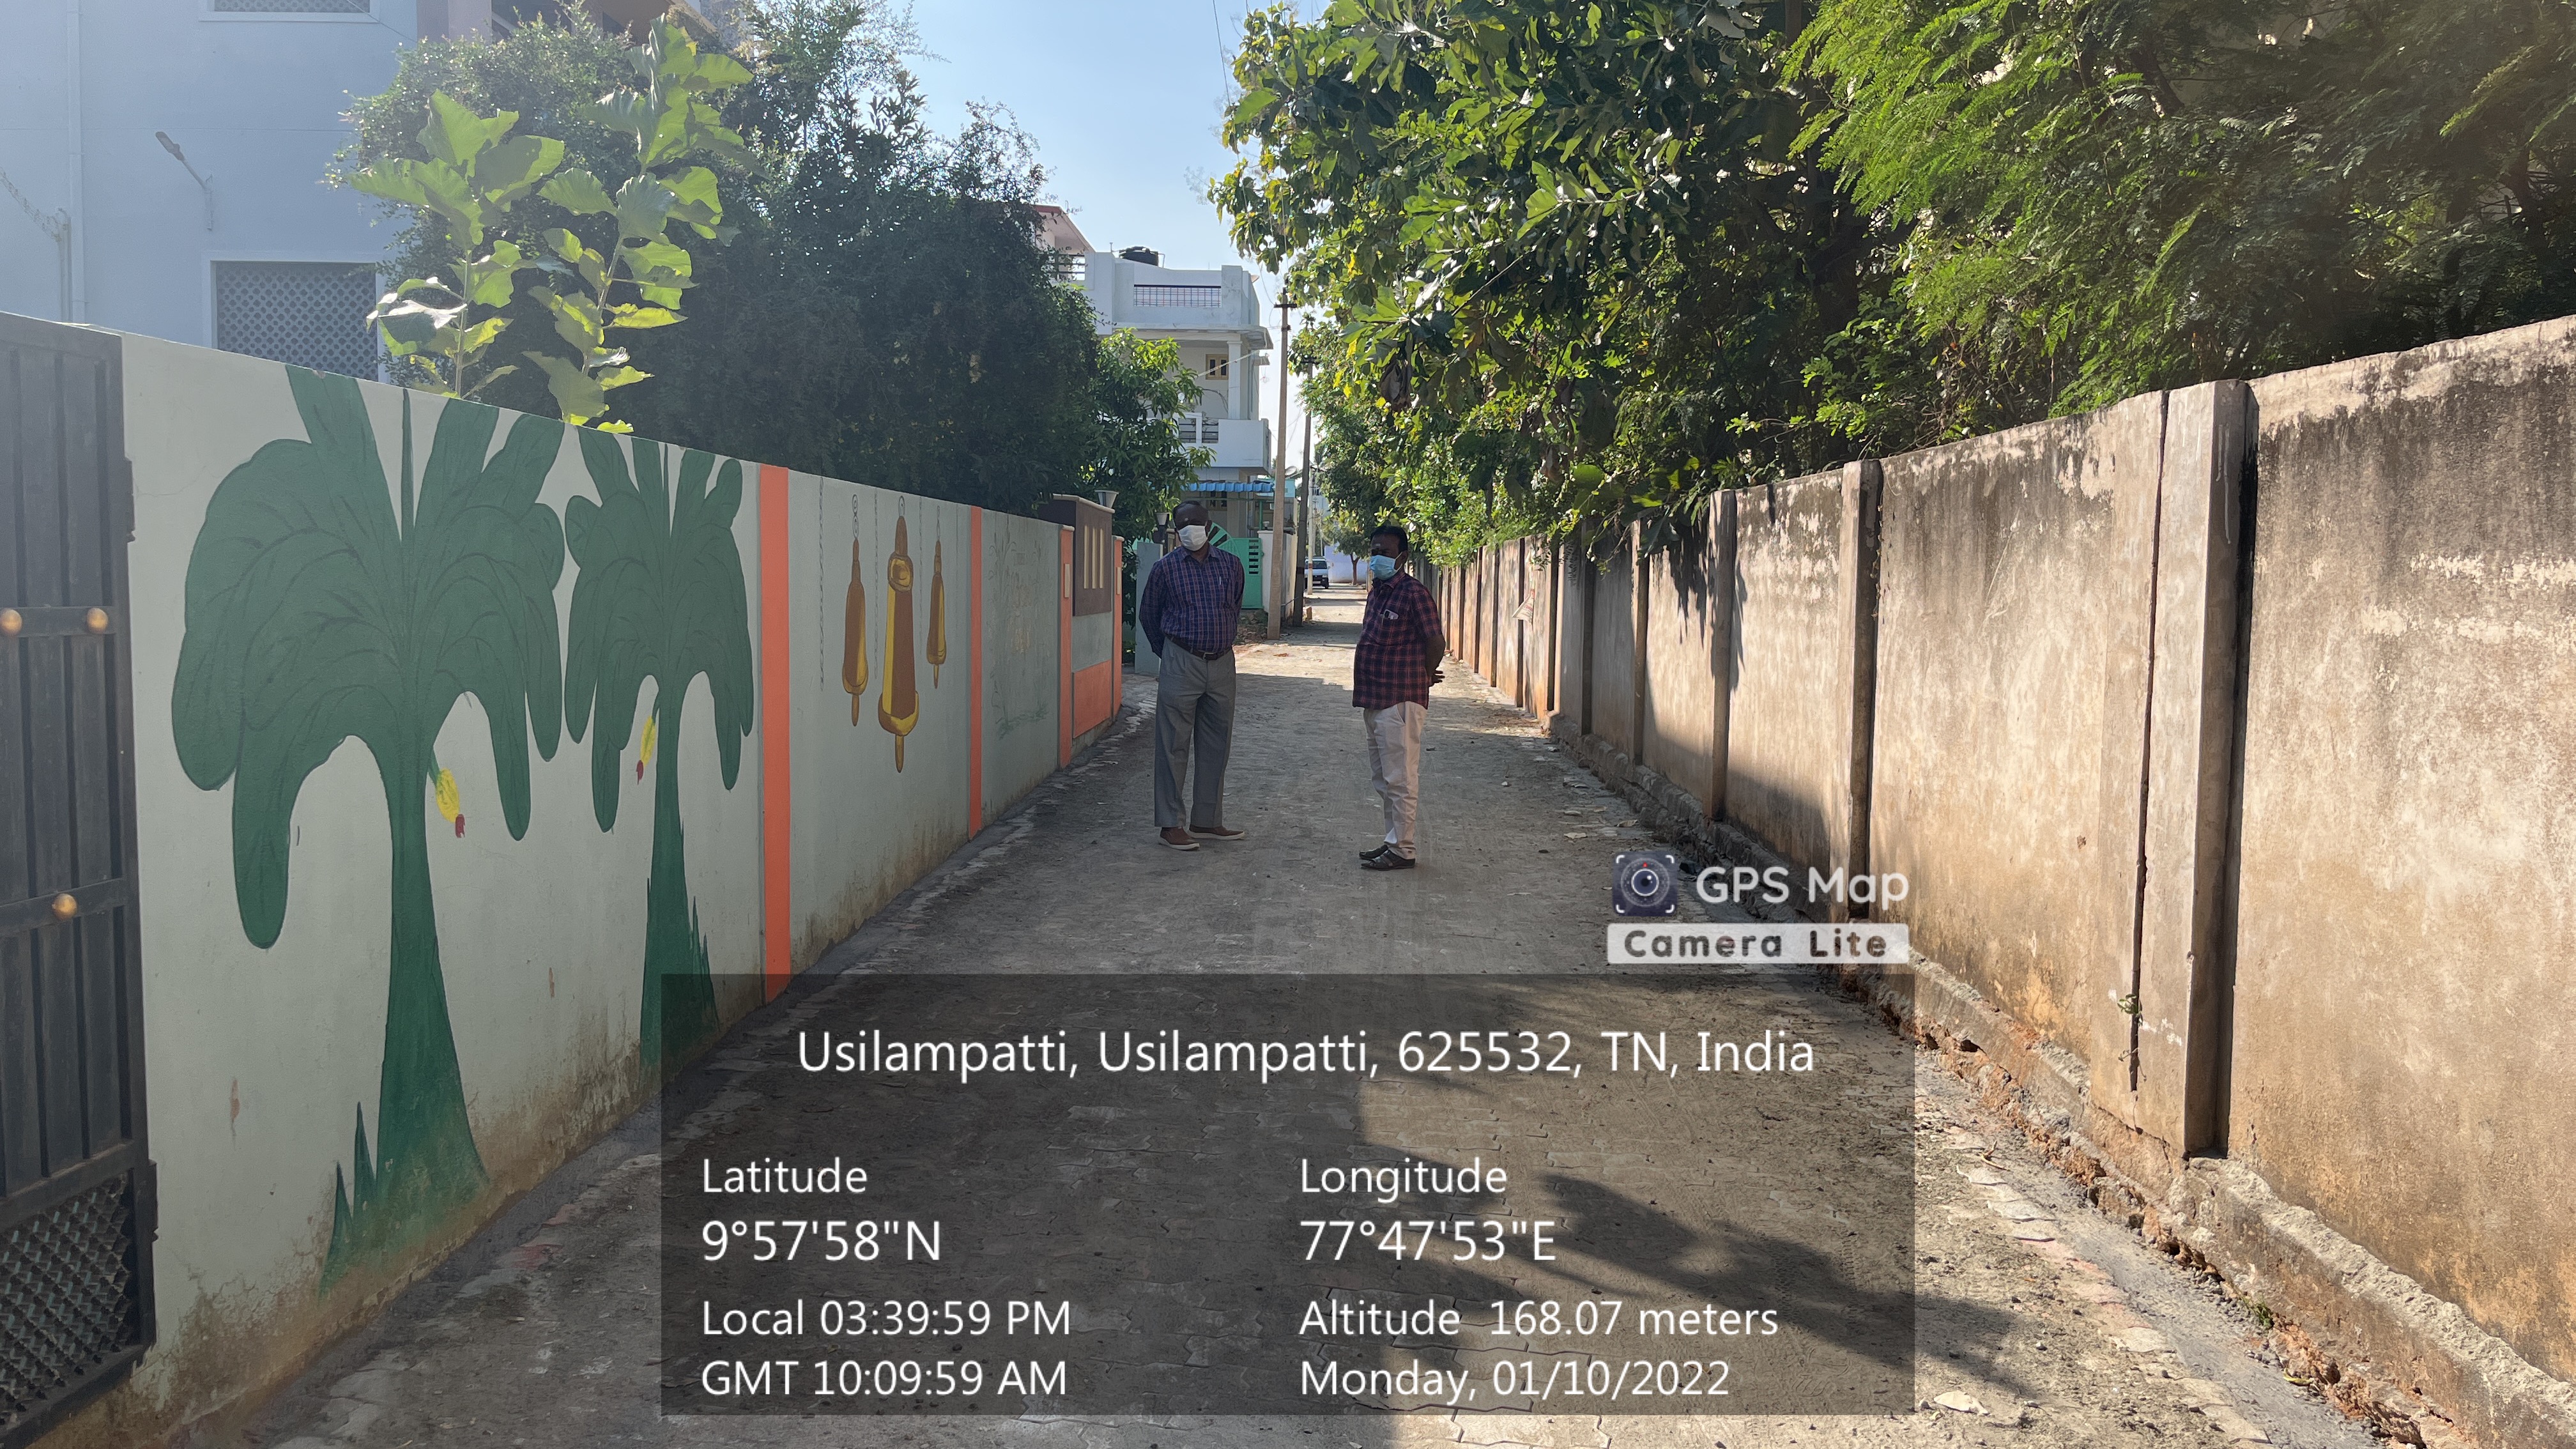 GPS Map
Camera Lite
Usilampatti, Usilampatti, 625532, TN, India
Latitude
9°57'58"N
Longitude
77°47'53"E
Local 03:39:59 PM
GMT 10:09:59 AM
Altitude 168.07 meters
Monday, 01/10/2022